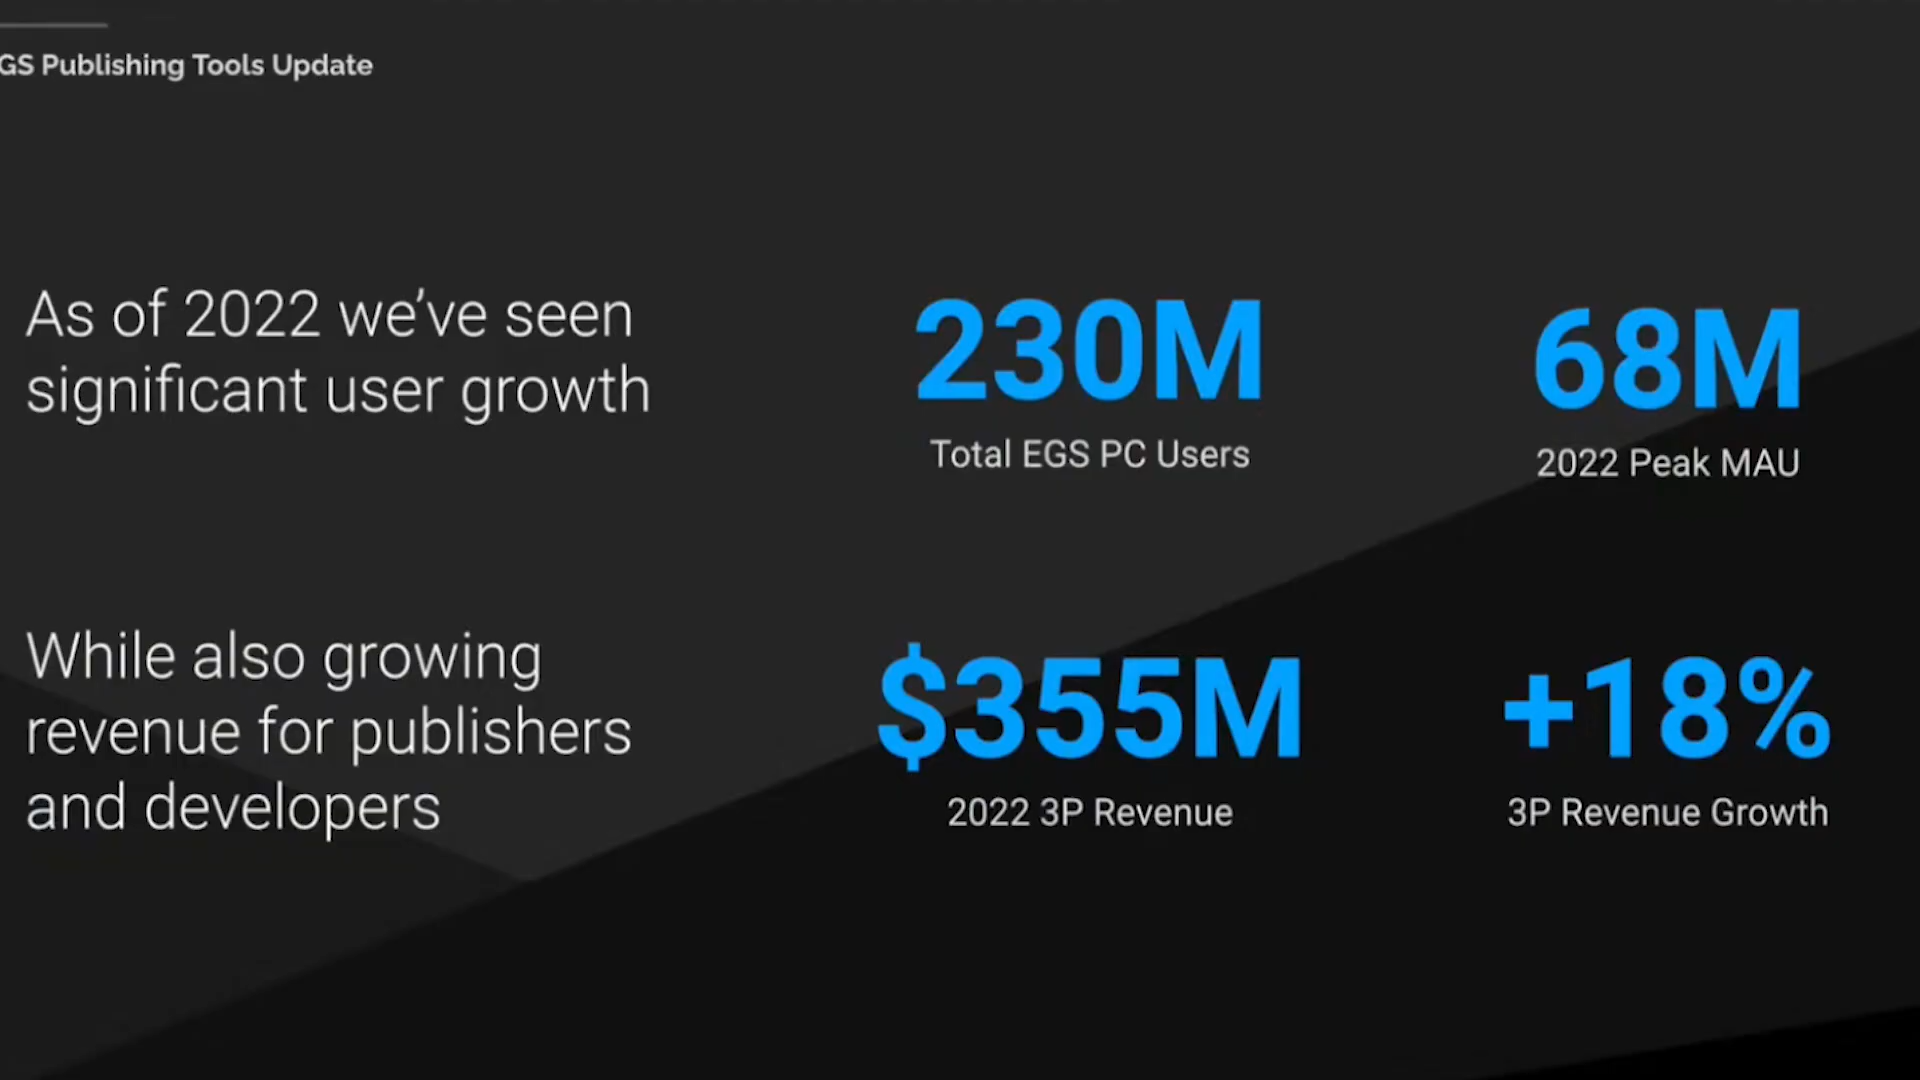 GS Publishing Tools Update
As of 2022 we’ve seen
significant user growth
230M
Total EGS PC Users
68M
2022 Peak MAU
While also growing
revenue for publishers
and developers
$355M
2022 3P Revenue
+18%
3P Revenue Growth